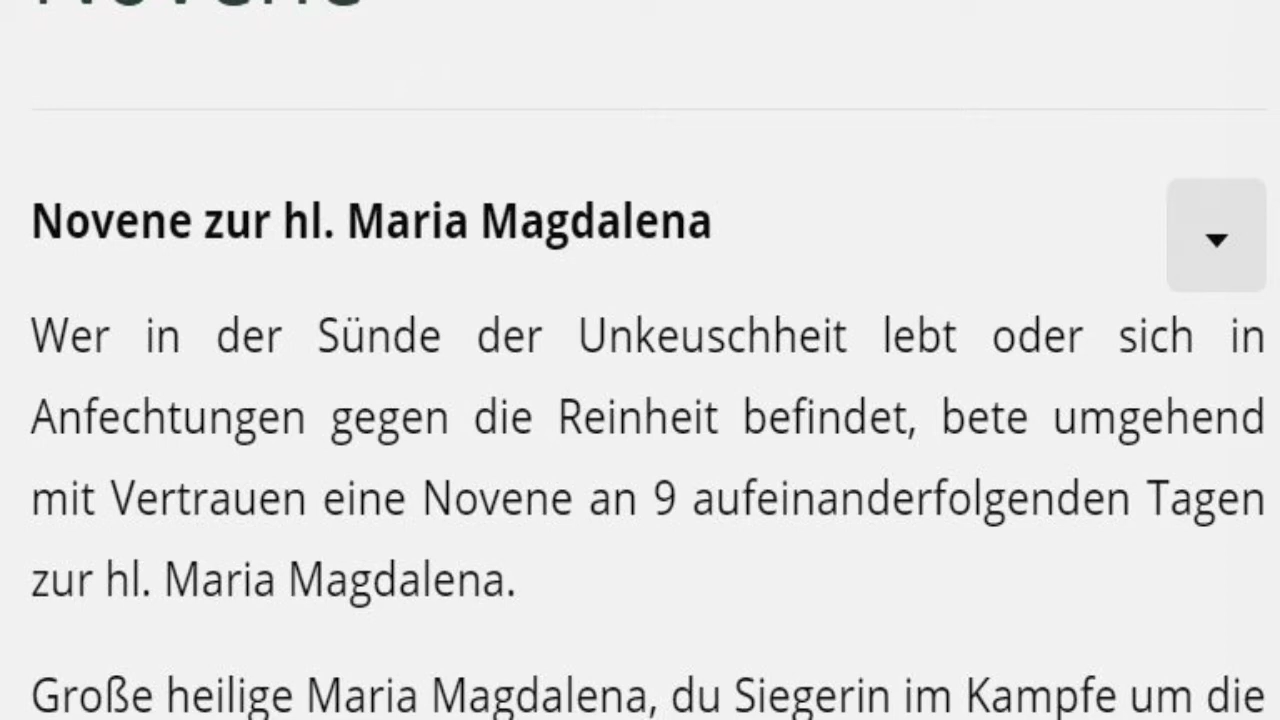 Novene
Novene zur hl. Maria Magdalena
Wer in der Sünde der Unkeuschheit lebt oder sich in
Anfechtungen gegen die Reinheit befindet, bete umgehend
mit Vertrauen eine Novene an 9 aufeinanderfolgenden Tagen
zur hl. Maria Magdalena.
Große heilige Maria Magdalena, du Siegerin im Kampfe um die